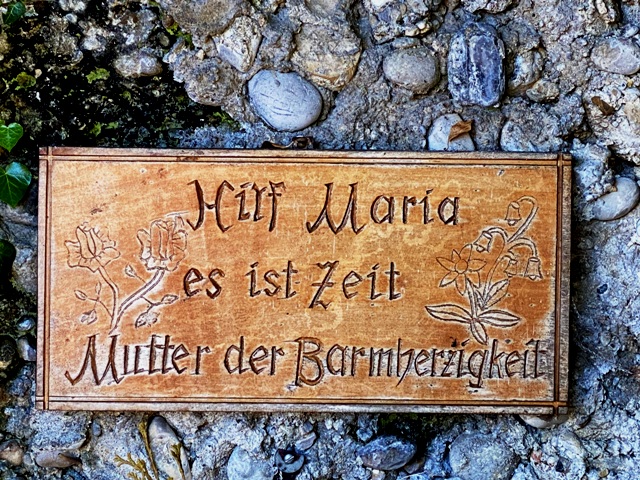 Hilf Maria
es ist Zeit
Mutter der Barmherzigkeit